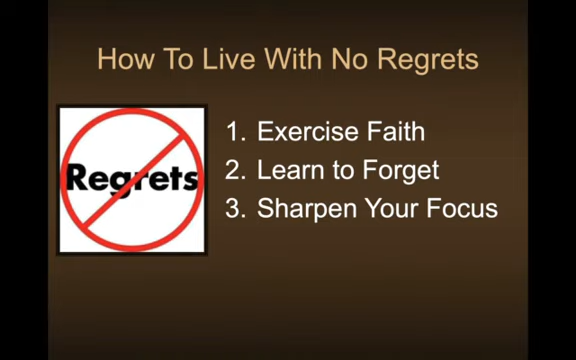 How To Live With No Regrets
Regrets
1. Exercise Faith
2. Learn to Forget
3. Sharpen Your Focus